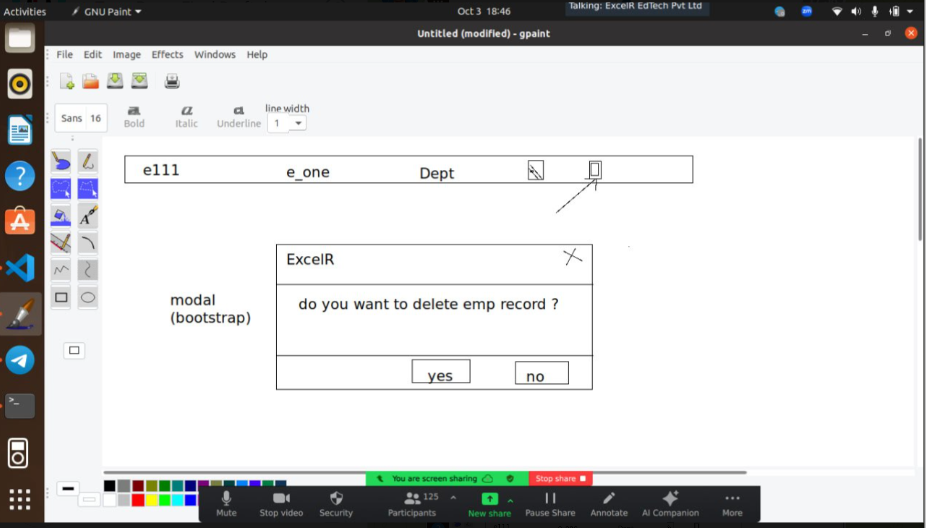 Activities
GNU Paint
Oct 3 18:46
Talking: ExcelR EdTech Pvt Ltd
Untitled (modified) - gpaint
File Edit Image Effects Windows Help
line width
Sans 16
a a a
1
Bold Italic Underline
e111 e_one Dept
ExcelR
modal
(bootstrap)
do you want to delete emp record ?
yes no
You are screen sharing
Stop share
125
Mute Stop video Security Participants New share Pause Share Annotate AI Companion More